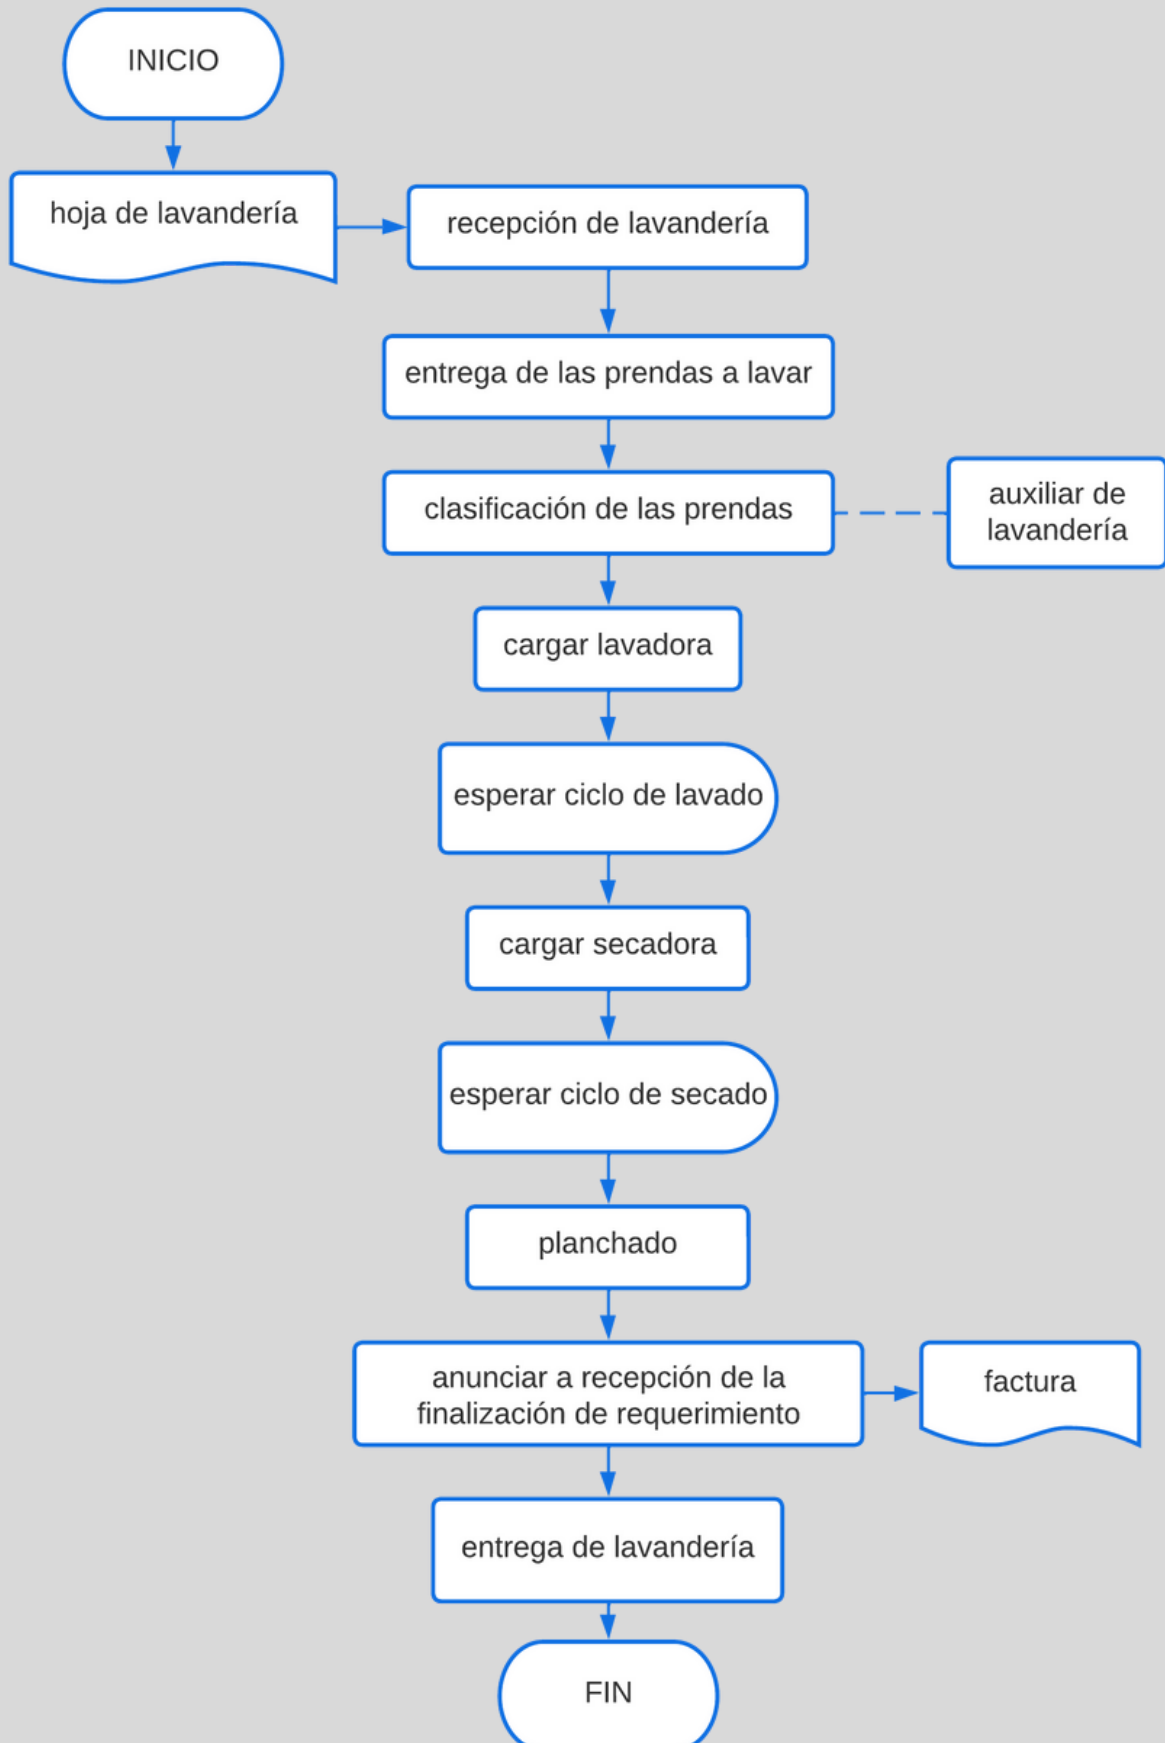 INICIO
hoja de lavandería
recepción de lavandería
entrega de las prendas a lavar
clasificación de las prendas
auxiliar de
lavandería
cargar lavadora
esperar ciclo de lavado
cargar secadora
esperar ciclo de secado
planchado
anunciar a recepción de la
finalización de requerimiento
factura
entrega de lavandería
FIN